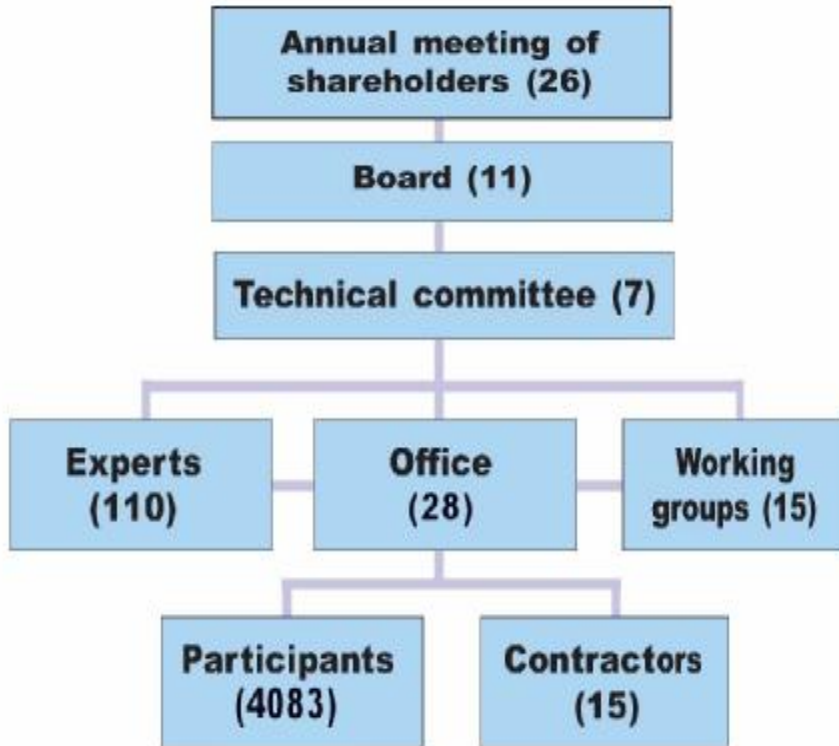 Annual meeting of
shareholders (26)
Board (11)
Technical committee (7)
Experts
(110)
Office
(28)
Working
groups (15)
Participants
(4083)
Contractors
(15)